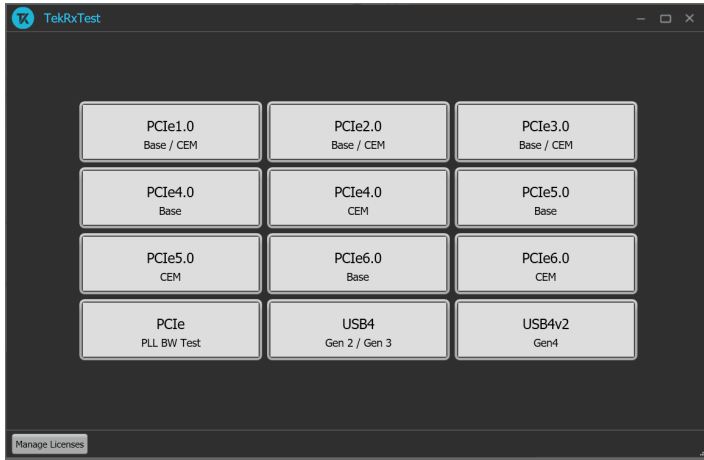 TekRxTest
PCIe1.0
Base / CEM
PCIe2.0
Base / CEM
PCIe3.0
Base / CEM
PCIe4.0
Base
PCIe4.0
CEM
PCIe5.0
Base
PCIe5.0
CEM
PCIe6.0
Base
PCIe6.0
CEM
PCIe
PLL BW Test
USB4
Gen 2 / Gen 3
USB4v2
Gen4
Manage Licenses